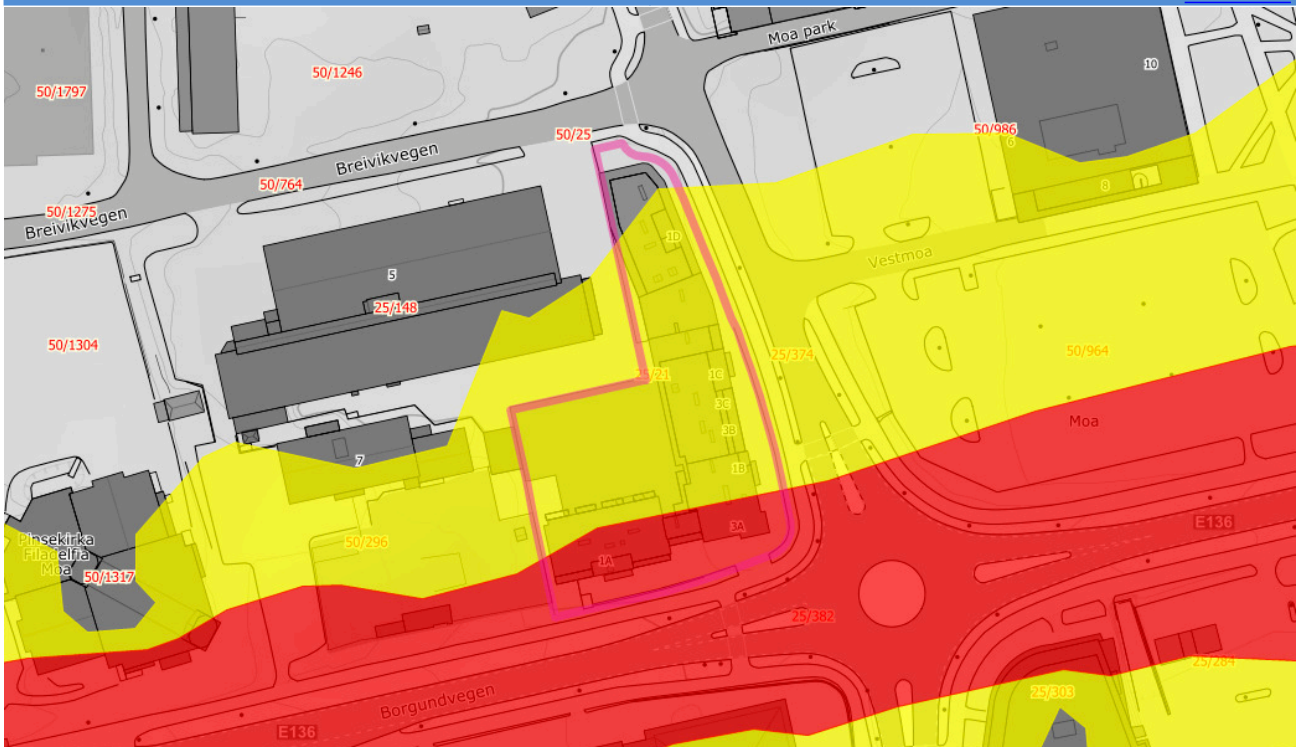 Moa park
10
50/1246
50/1797
50/25
50/986
6
Breivikvegen
50/764
8
50/1275
Breivikvegen
1D
Vestmoa
5
25/148
50/1304
25/374
50/964
25/21
1C
3C
Moa
3B
7
1B
E136
3A
Pinsekirka
Filadelfia
Moa
50/296
1A
50/1317
25/382
25/284
25/303
Borgundvegen
E136